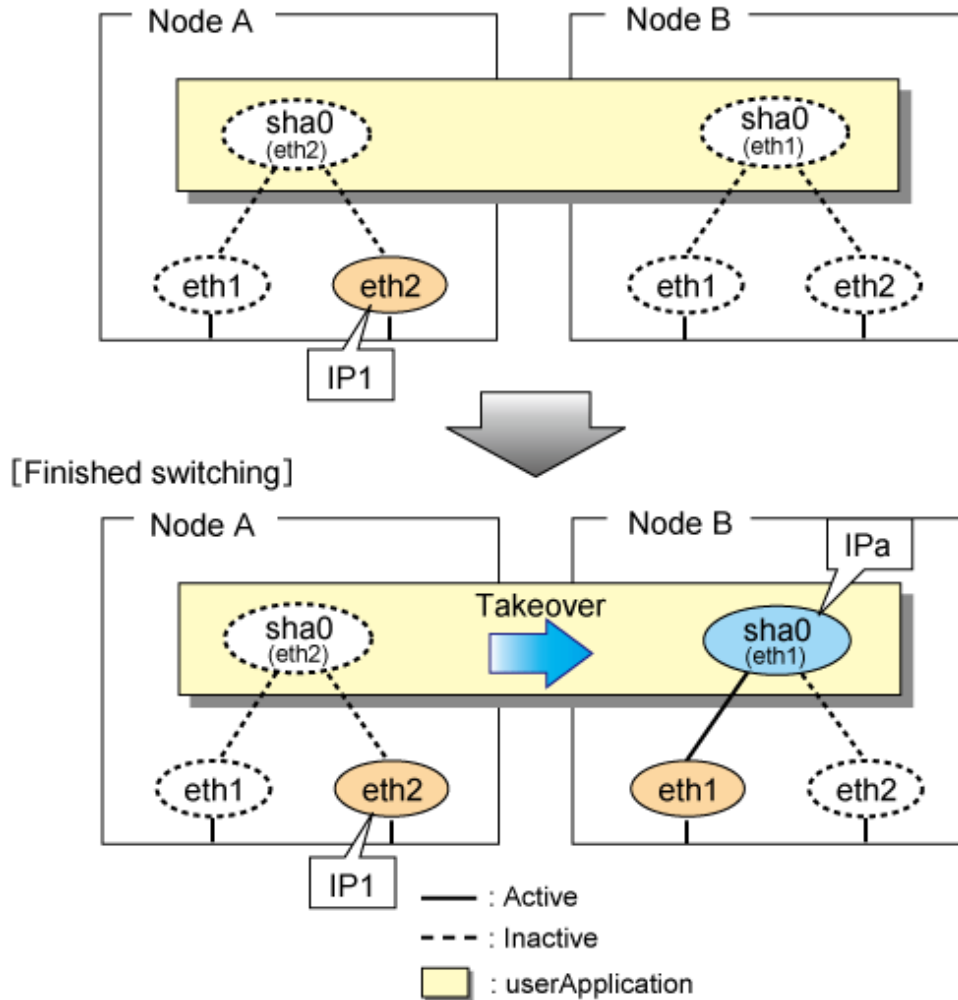 Node A
Node B
sha0
(eth2)
sha0
(eth1)
eth1
eth2
eth1
eth2
IP1
[Finished switching]
Node A
Node B
IPa
Takeover
sha0
(eth2)
sha0
(eth1)
eth1
eth2
eth1
eth2
IP1
: Active
: Inactive
: userApplication